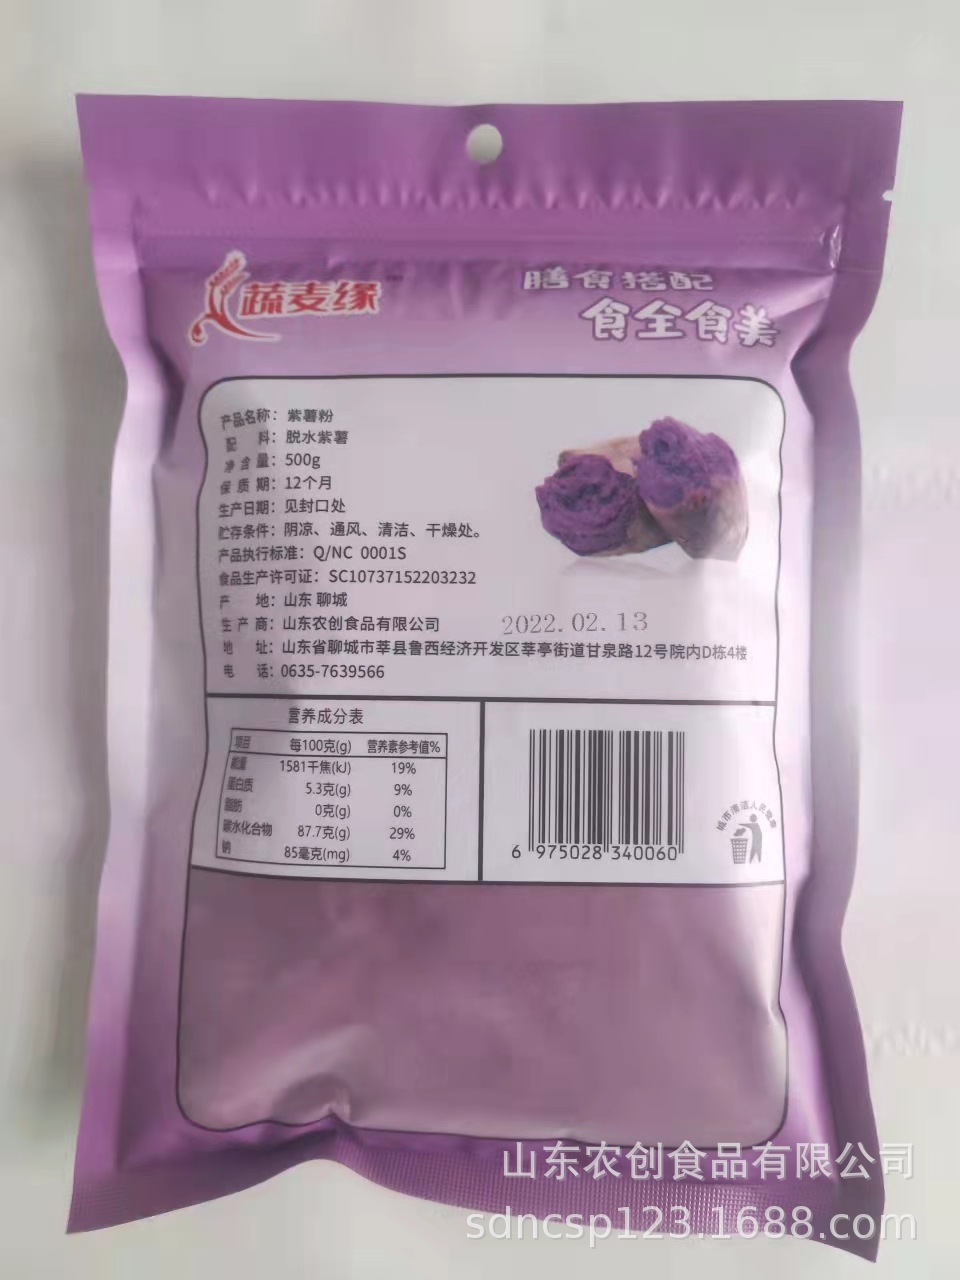 蔬麦缘
膳食搭配
食全食美
产品名称：紫薯粉
配 料：脱水紫薯
净含量：500g
保质期：12个月
生产日期：见封口处
贮存条件：阴凉、通风、清洁、干燥处。
产品执行标准：Q/NC 0001S
食品生产许可证：SC10737152203232
产 地：山东 聊城
生产商：山东农创食品有限公司
2022.02.13
地 址：山东省聊城市莘县鲁西经济开发区莘亭街道甘泉路12号院内D栋4楼
电 话：0635-7639566
营养成分表
项目 每100克(g) 营养素参考值%
能量 1581千焦(kJ) 19%
蛋白质 5.3克(g) 9%
脂肪 0克(g) 0%
碳水化合物 87.7克(g) 29%
钠 85毫克(mg) 4%
6 975028 340060
山东农创食品有限公司
sdncsp123.1688.com